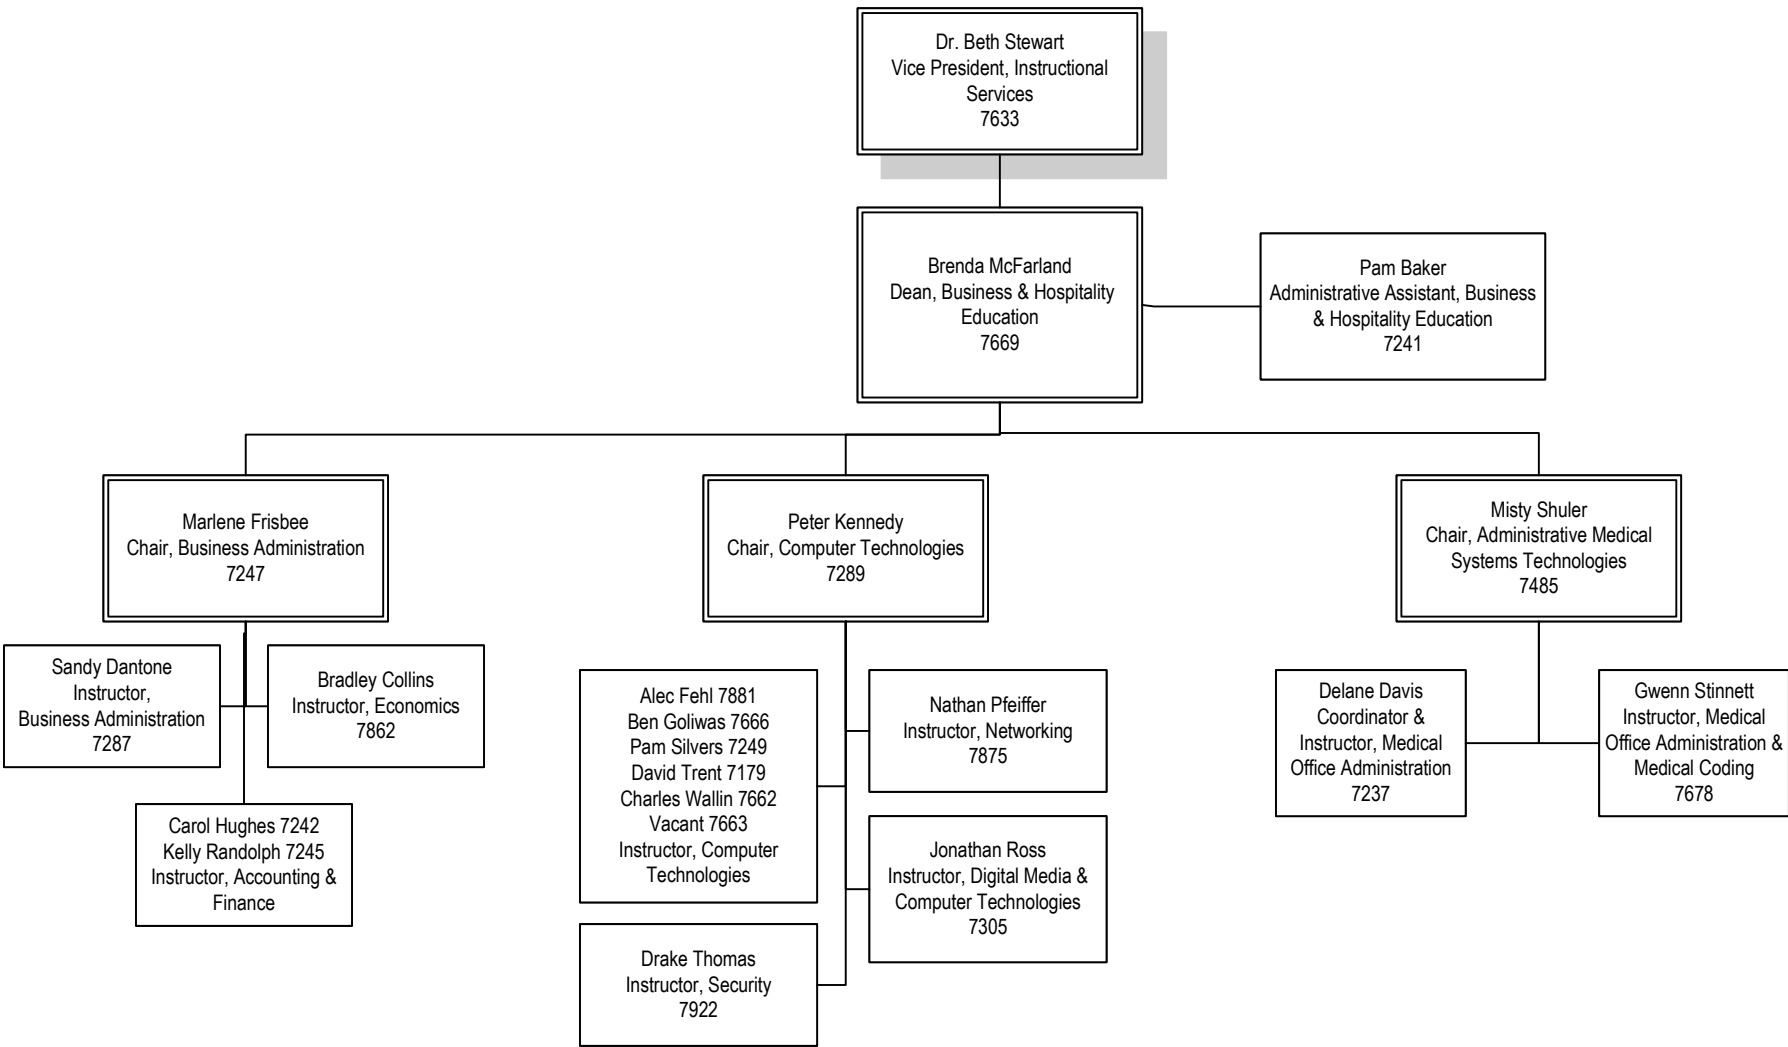 Dr. Beth Stewart
Vice President, Instructional
Services
7633
Brenda McFarland
Dean, Business & Hospitality
Education
7669
Pam Baker
Administrative Assistant, Business
& Hospitality Education
7241
Marlene Frisbee
Chair, Business Administration
7247
Peter Kennedy
Chair, Computer Technologies
7289
Misty Shuler
Chair, Administrative Medical
Systems Technologies
7485
Sandy Dantone
Instructor,
Business Administration
7287
Bradley Collins
Instructor, Economics
7862
Carol Hughes 7242
Kelly Randolph 7245
Instructor, Accounting &
Finance
Alec Fehl 7881
Ben Goliwas 7666
Pam Silvers 7249
David Trent 7179
Charles Wallin 7662
Vacant 7663
Instructor, Computer
Technologies
Nathan Pfeiffer
Instructor, Networking
7875
Jonathan Ross
Instructor, Digital Media &
Computer Technologies
7305
Drake Thomas
Instructor, Security
7922
Delane Davis
Coordinator &
Instructor, Medical
Office Administration
7237
Gwenn Stinnett
Instructor, Medical
Office Administration &
Medical Coding
7678